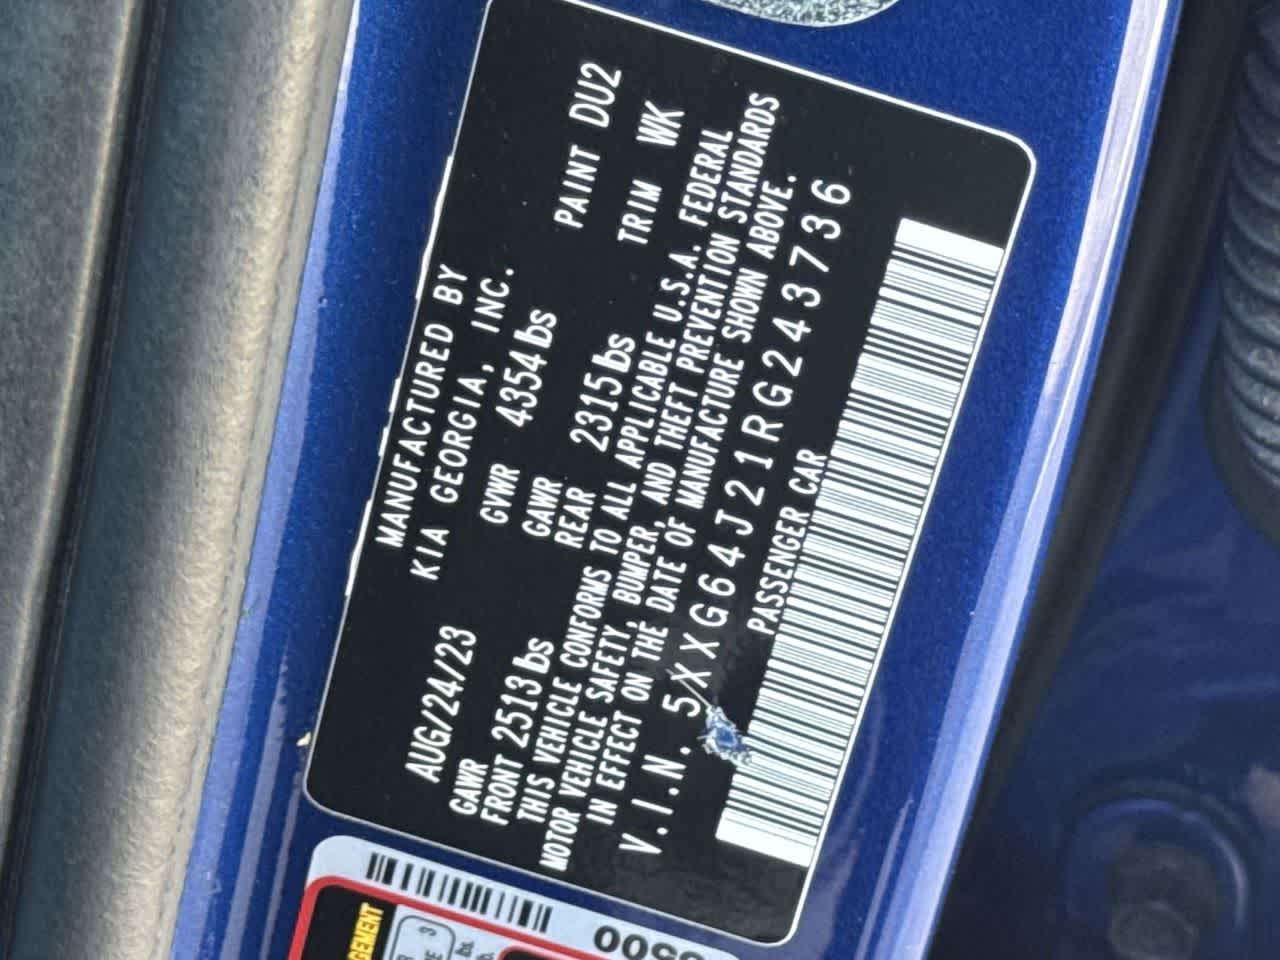 MANUFACTURED BY
KIA GEORGIA, INC.
AUG/24/23 GVWR 4354lbs PAINT DU2
GAWR FRONT 2513lbs GAWR REAR 2315lbs TRIM WK
THIS VEHICLE CONFORMS TO ALL APPLICABLE U.S.A. FEDERAL
MOTOR VEHICLE SAFETY, BUMPER, AND THEFT PREVENTION STANDARDS
IN EFFECT ON THE DATE OF MANUFACTURE SHOWN ABOVE.
V.I.N. 5XXG64J21RG243736
PASSENGER CAR